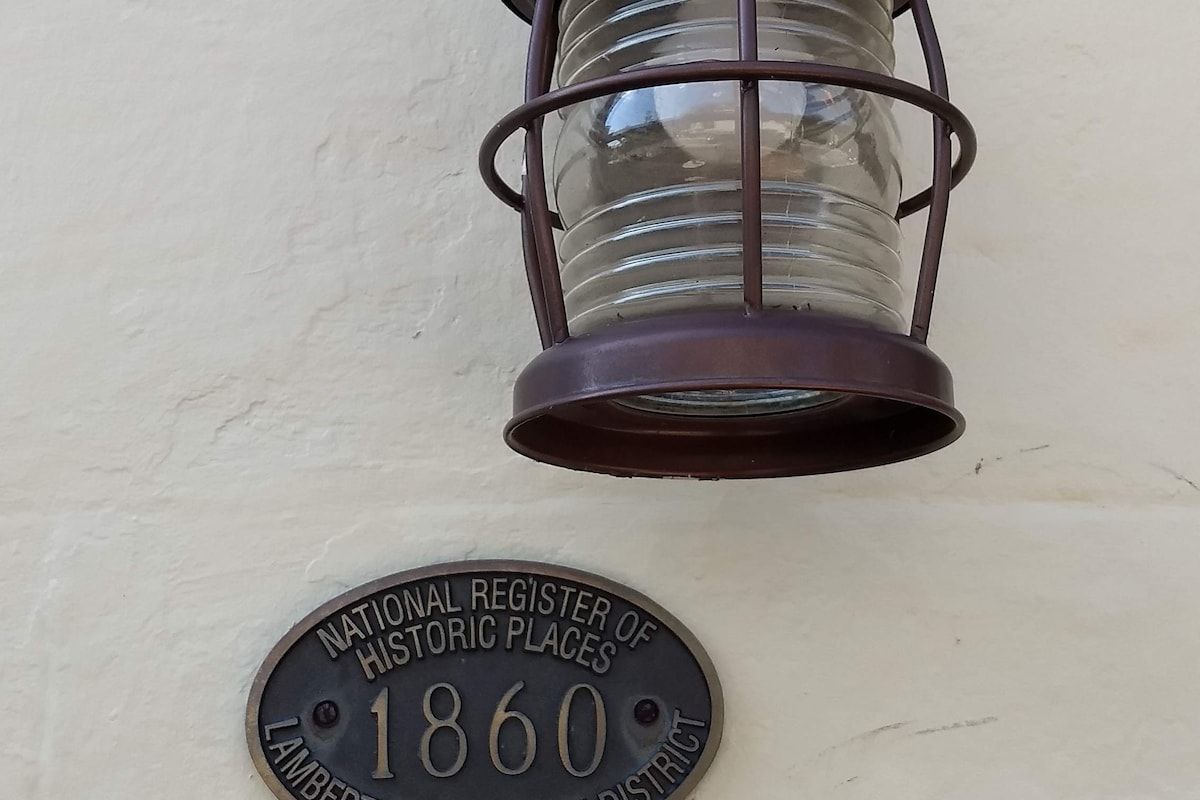 NATIONAL REGISTER OF
HISTORIC PLACES
1860
DISTRICT